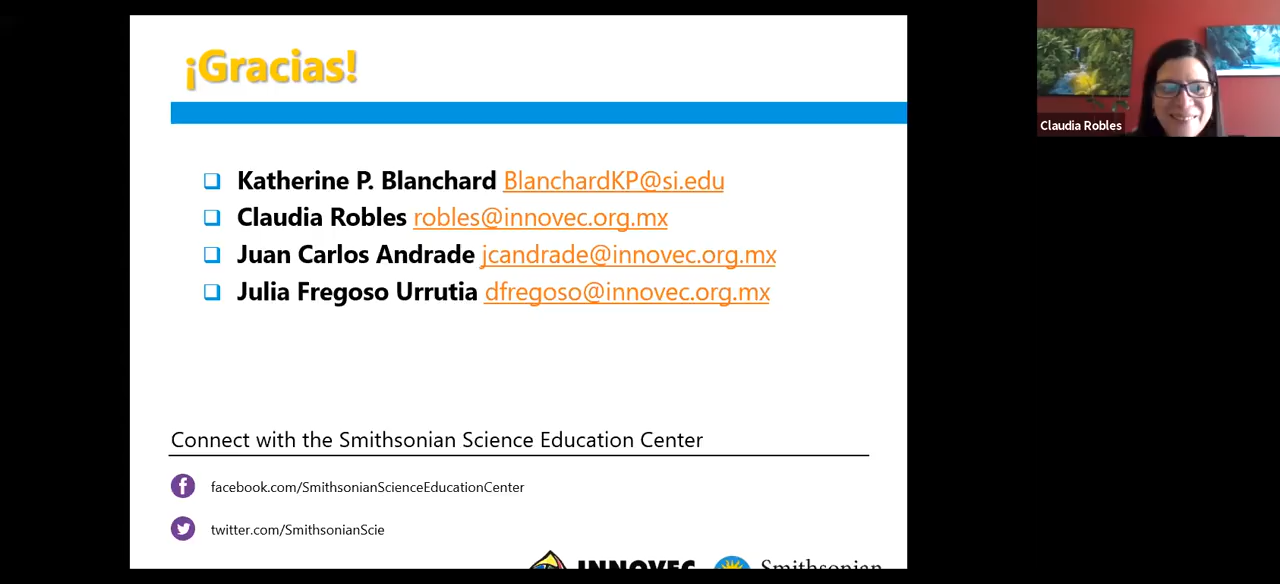 ¡Gracias!
Katherine P. Blanchard BlanchardKP@si.edu
Claudia Robles robles@innovec.org.mx
Juan Carlos Andrade jcandrade@innovec.org.mx
Julia Fregoso Urrutia dfregoso@innovec.org.mx
Connect with the Smithsonian Science Education Center
facebook.com/SmithsonianScienceEducationCenter
twitter.com/SmithsonianScie
INNOVEC Smithsonian
Claudia Robles